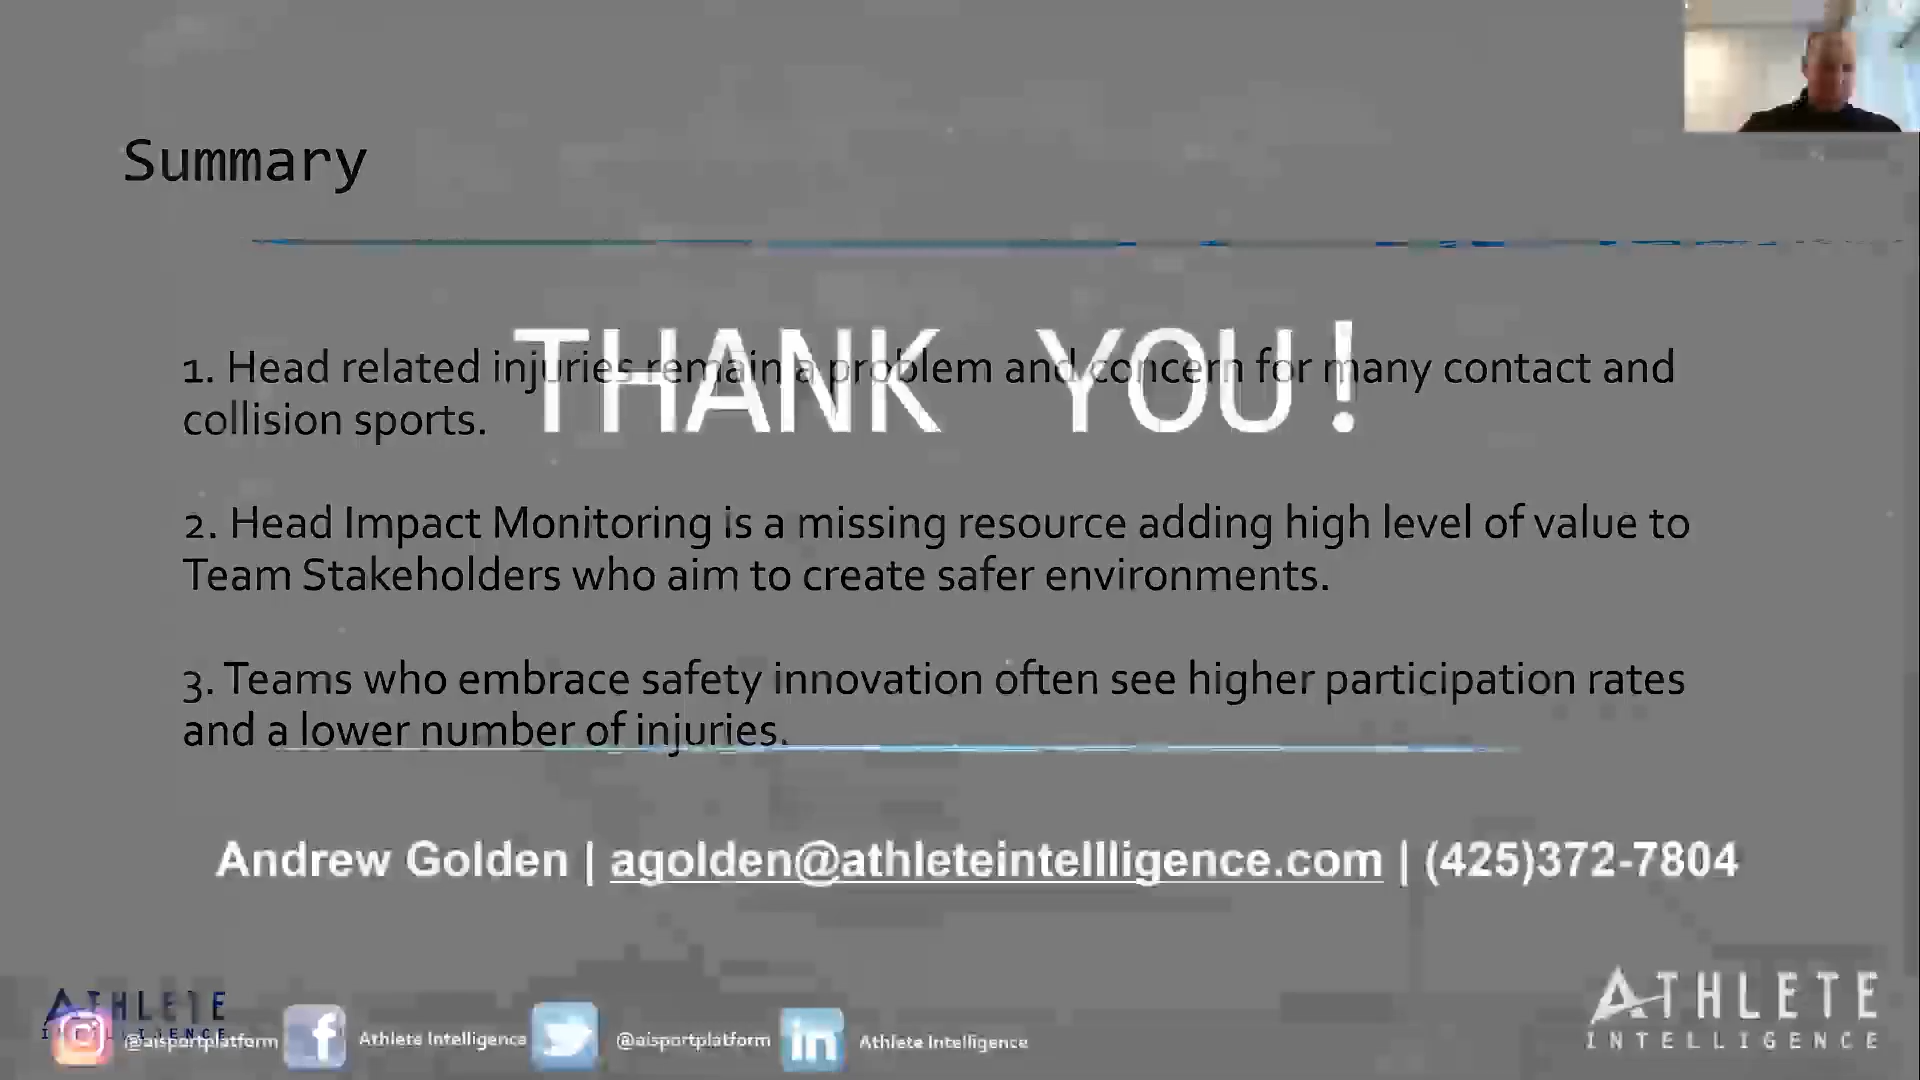 Summary
THANK YOU!
1. Head related injuries remain a problem and concern for many contact and
collision sports.
2. Head Impact Monitoring is a missing resource adding high level of value to
Team Stakeholders who aim to create safer environments.
3. Teams who embrace safety innovation often see higher participation rates
and a lower number of injuries.
Andrew Golden | agolden@athleteintellligence.com | (425)372-7804
ATHLETE
INTELLIGENCE
@aisportplatform
Athlete Intelligence
@aisportplatform
Athlete Intelligence
ATHLETE
INTELLIGENCE